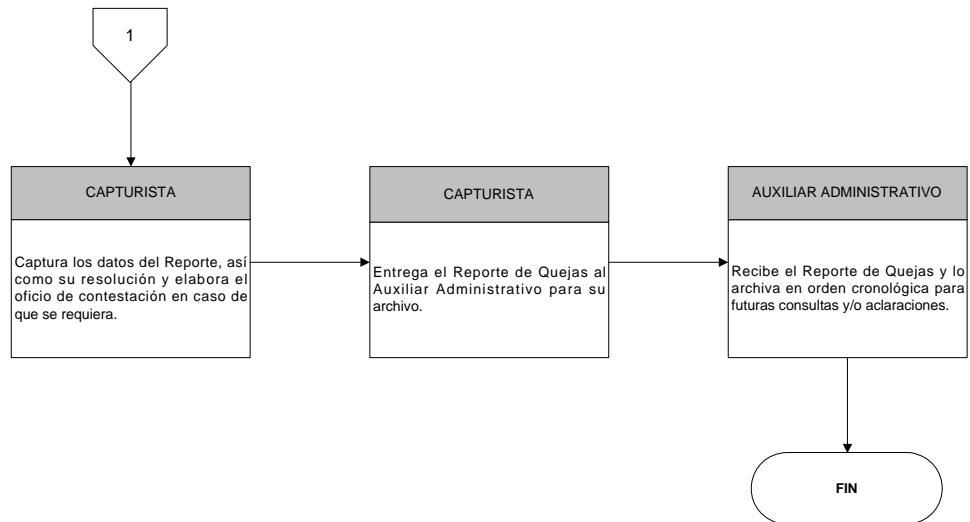 1
CAPTURISTA
Captura los datos del Reporte, así
como su resolución y elabora el
oficio de contestación en caso de
que se requiera.
CAPTURISTA
Entrega el Reporte de Quejas al
Auxiliar Administrativo para su
archivo.
AUXILIAR ADMINISTRATIVO
Recibe el Reporte de Quejas y lo
archiva en orden cronológica para
futuras consultas y/o aclaraciones.
FIN